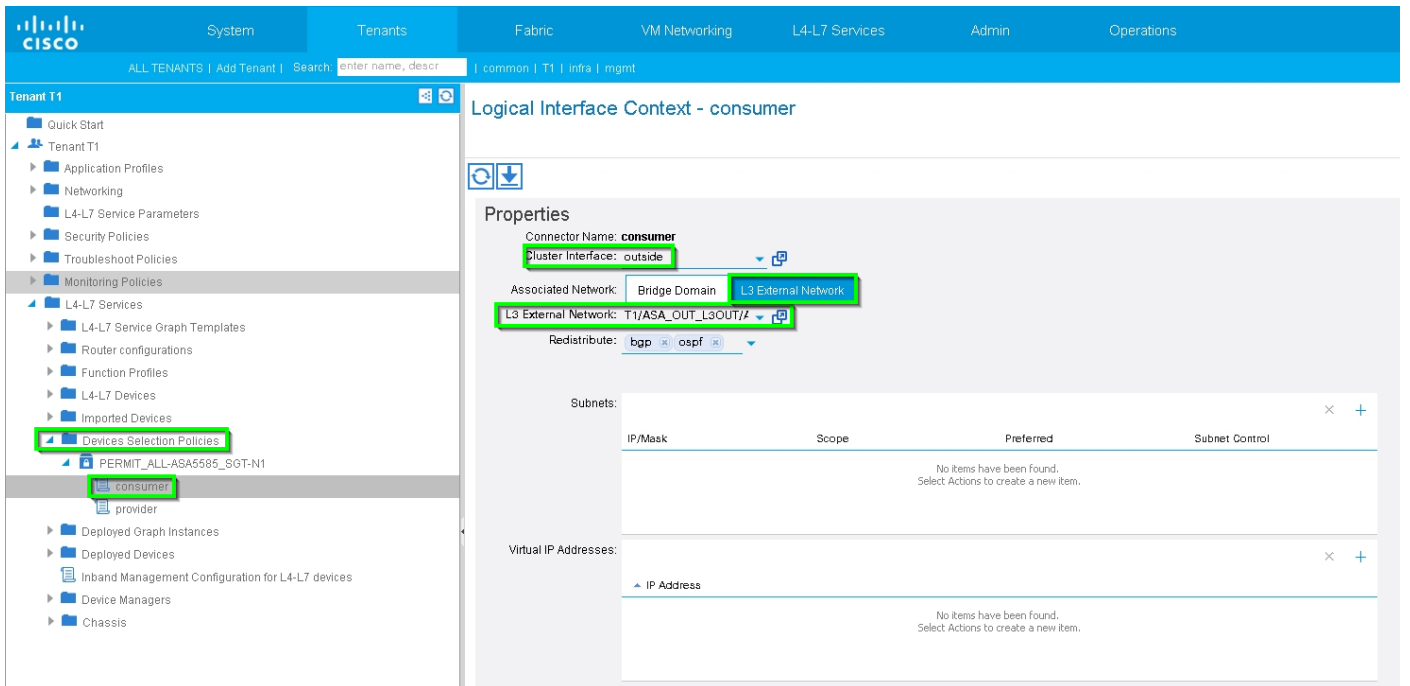 CISCO
System Tenants Fabric VM Networking L4-L7 Services Admin Operations
ALL TENANTS | Add Tenant | Search: enter name, descr | common | T1 | infra | mgmt
Tenant T1
Quick Start
Tenant T1
Application Profiles
Networking
L4-L7 Service Parameters
Security Policies
Troubleshoot Policies
Monitoring Policies
L4-L7 Services
L4-L7 Service Graph Templates
Router configurations
Function Profiles
L4-L7 Devices
Imported Devices
Devices Selection Policies
PERMIT_ALL-ASA5585_SGT-N1
consumer
provider
Deployed Graph Instances
Deployed Devices
Inband Management Configuration for L4-L7 devices
Device Managers
Chassis
Logical Interface Context - consumer
Properties
Connector Name: consumer
Cluster Interface: outside
Associated Network: Bridge Domain L3 External Network
L3 External Network: T1/ASA_OUT_L3OUT/
Redistribute: bgp ospf
Subnets:
IP/Mask Scope Preferred Subnet Control
No items have been found.
Select Actions to create a new item.
Virtual IP Addresses:
IP Address
No items have been found.
Select Actions to create a new item.